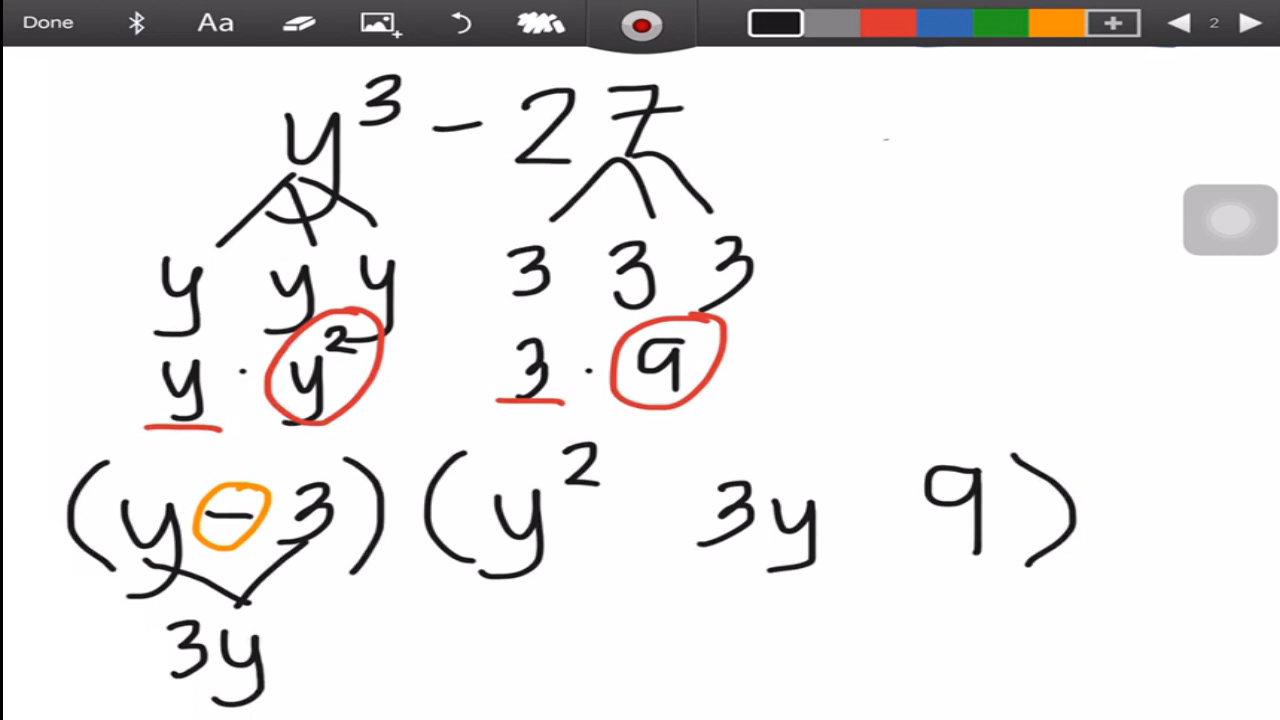 Done Aa 2
y³ - 27
y y y 3 3 3
y · y² 3 · 9
(y - 3) (y² 3y 9)
3y